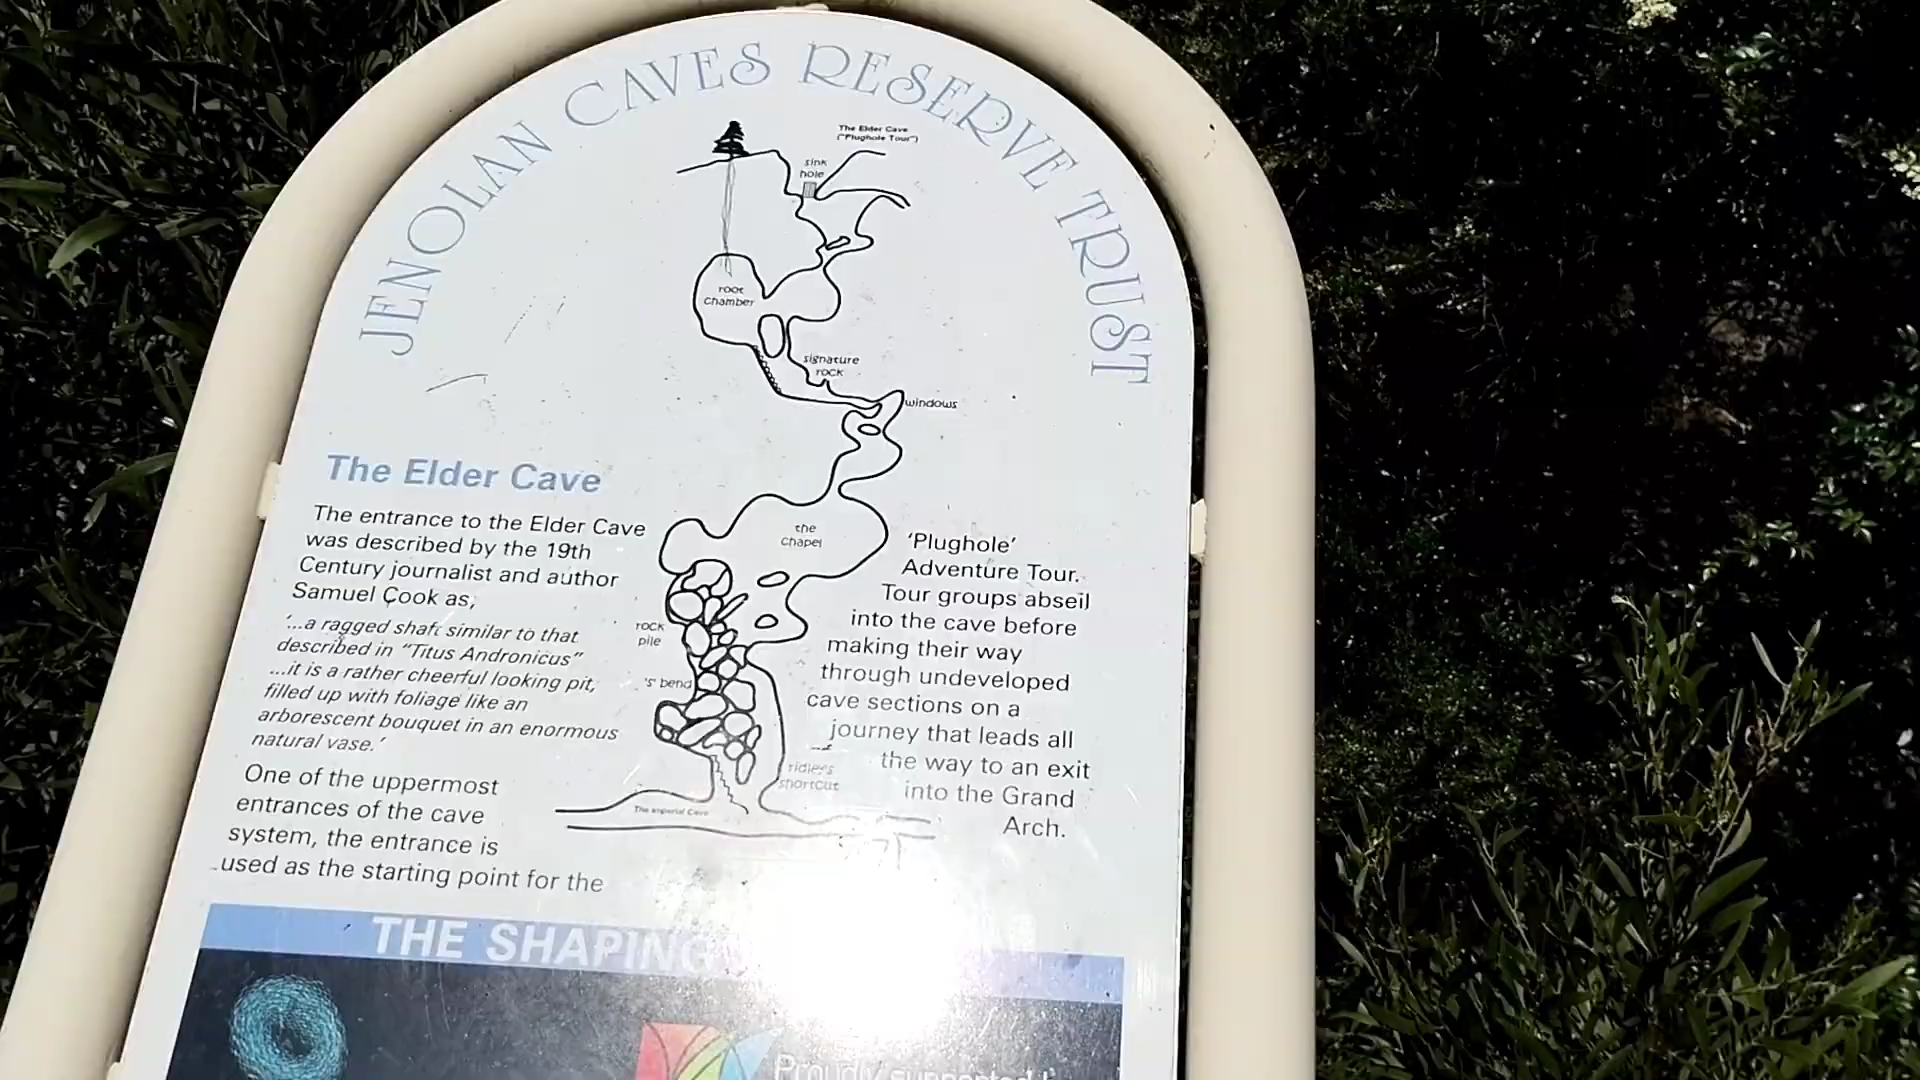 JENOLAN CAVES RESERVE TRUST
The Elder Cave
("Plughole Tour")
sink
hole
root
chamber
signature
rock
windows
the
chapel
rock
pile
'S' bend
ridleys
shortcut
The Imperial Cave
The Elder Cave
The entrance to the Elder Cave
was described by the 19th
Century journalist and author
Samuel Cook as,
'...a ragged shaft similar to that
described in "Titus Andronicus"
...it is a rather cheerful looking pit,
filled up with foliage like an
arborescent bouquet in an enormous
natural vase.'
One of the uppermost
entrances of the cave
system, the entrance is
used as the starting point for the
'Plughole'
Adventure Tour.
Tour groups abseil
into the cave before
making their way
through undeveloped
cave sections on a
journey that leads all
the way to an exit
into the Grand
Arch.
THE SHAPING
Proudly supported